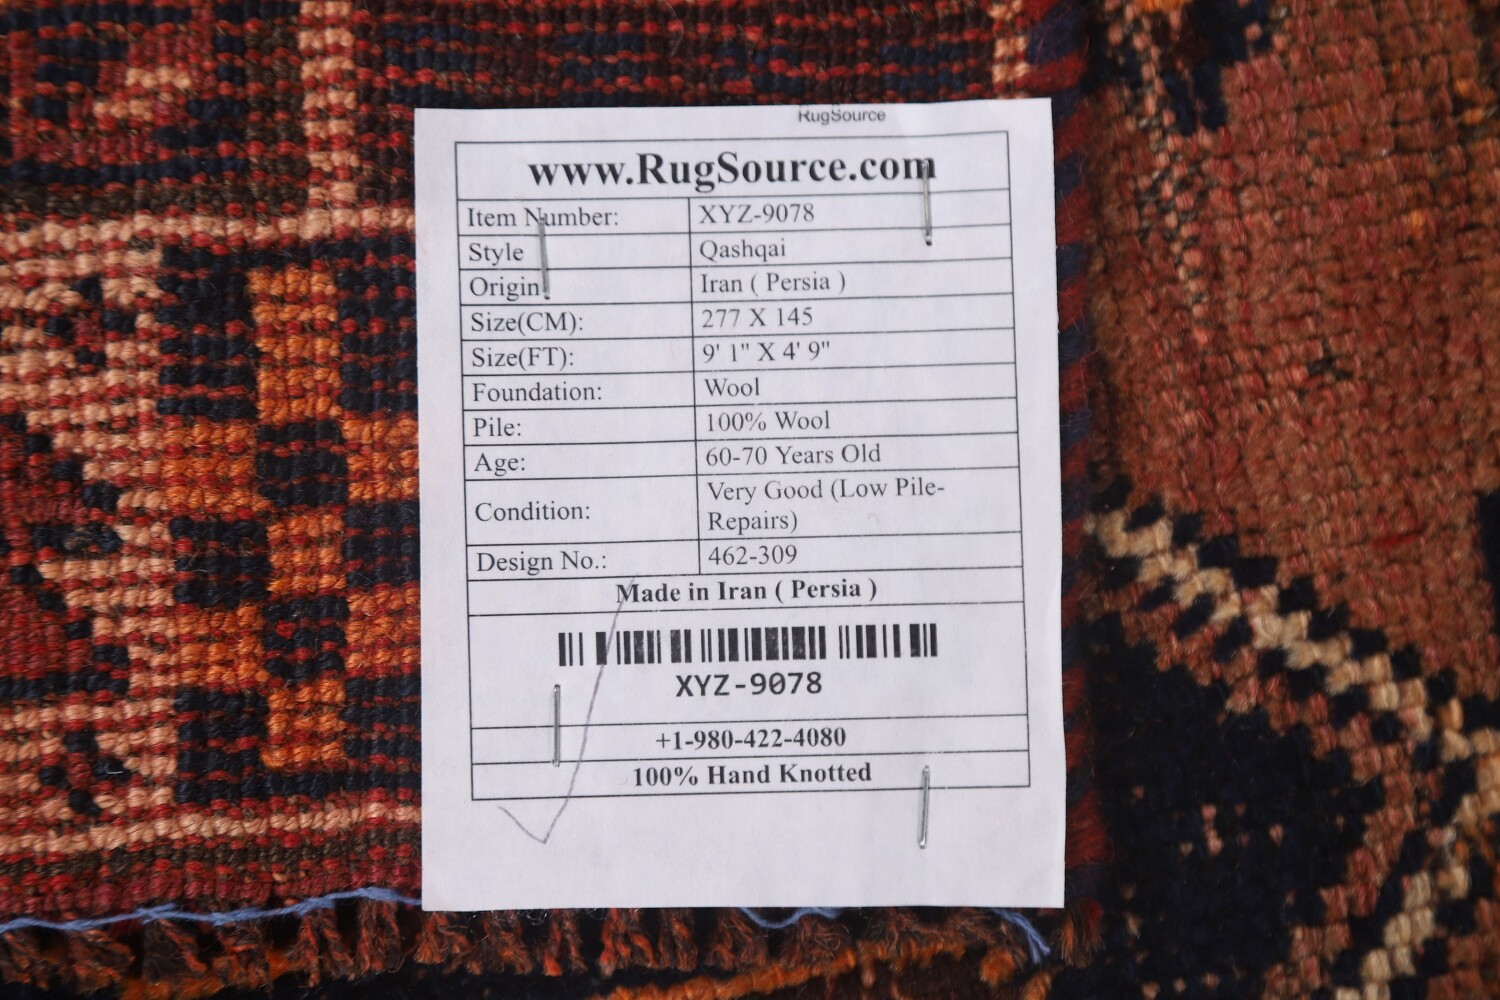 RugSource
www.RugSource.com
Item Number: XYZ-9078
Style Qashqai
Origin Iran ( Persia )
Size(CM): 277 X 145
Size(FT): 9' 1" X 4' 9"
Foundation: Wool
Pile: 100% Wool
Age: 60-70 Years Old
Condition: Very Good (Low Pile-
Repairs)
Design No.: 462-309
Made in Iran ( Persia )
XYZ-9078
+1-980-422-4080
100% Hand Knotted